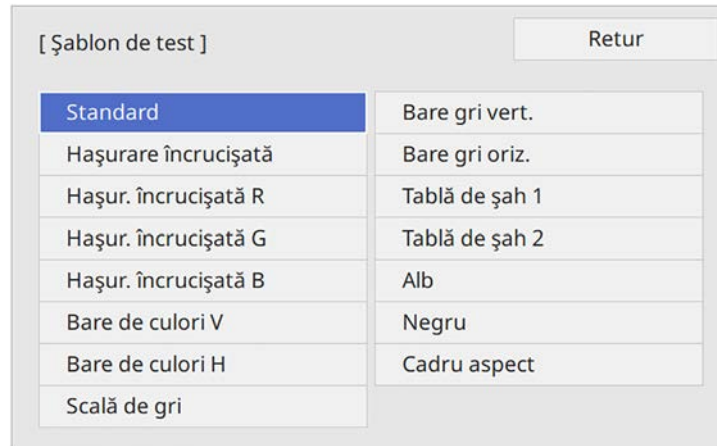 [ Şablon de test ]
Retur
Standard
Haşurare încrucişată
Haşur. încrucişată R
Haşur. încrucişată G
Haşur. încrucişată B
Bare de culori V
Bare de culori H
Scală de gri
Bare gri vert.
Bare gri oriz.
Tablă de şah 1
Tablă de şah 2
Alb
Negru
Cadru aspect